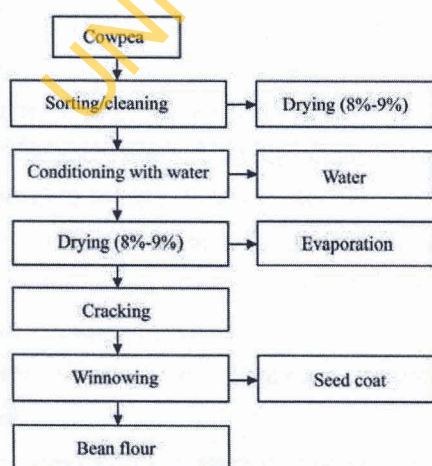 Cowpea
Sorting/cleaning
Drying (8%-9%)
Conditioning with water
Water
Drying (8%-9%)
Evaporation
Cracking
Winnowing
Seed coat
Bean flour
UNI